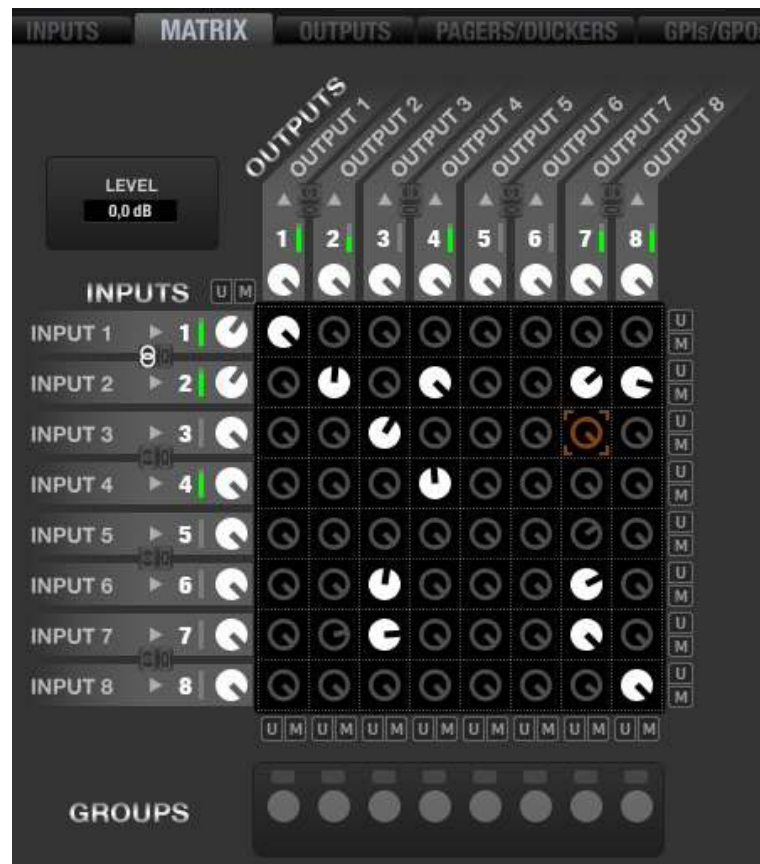 INPUTS MATRIX OUTPUTS PAGERS/DUCKERS GPIs/GPO
OUTPUTS OUTPUT 1 OUTPUT 2 OUTPUT 3 OUTPUT 4 OUTPUT 5 OUTPUT 6 OUTPUT 7 OUTPUT 8
LEVEL
0,0 dB
1 2 3 4 5 6 7 8
INPUTS U M
INPUT 1 1 U M
INPUT 2 2 U M
INPUT 3 3 U M
INPUT 4 4 U M
INPUT 5 5 U M
INPUT 6 6 U M
INPUT 7 7 U M
INPUT 8 8 U M
U M U M U M U M U M U M U M U M
GROUPS